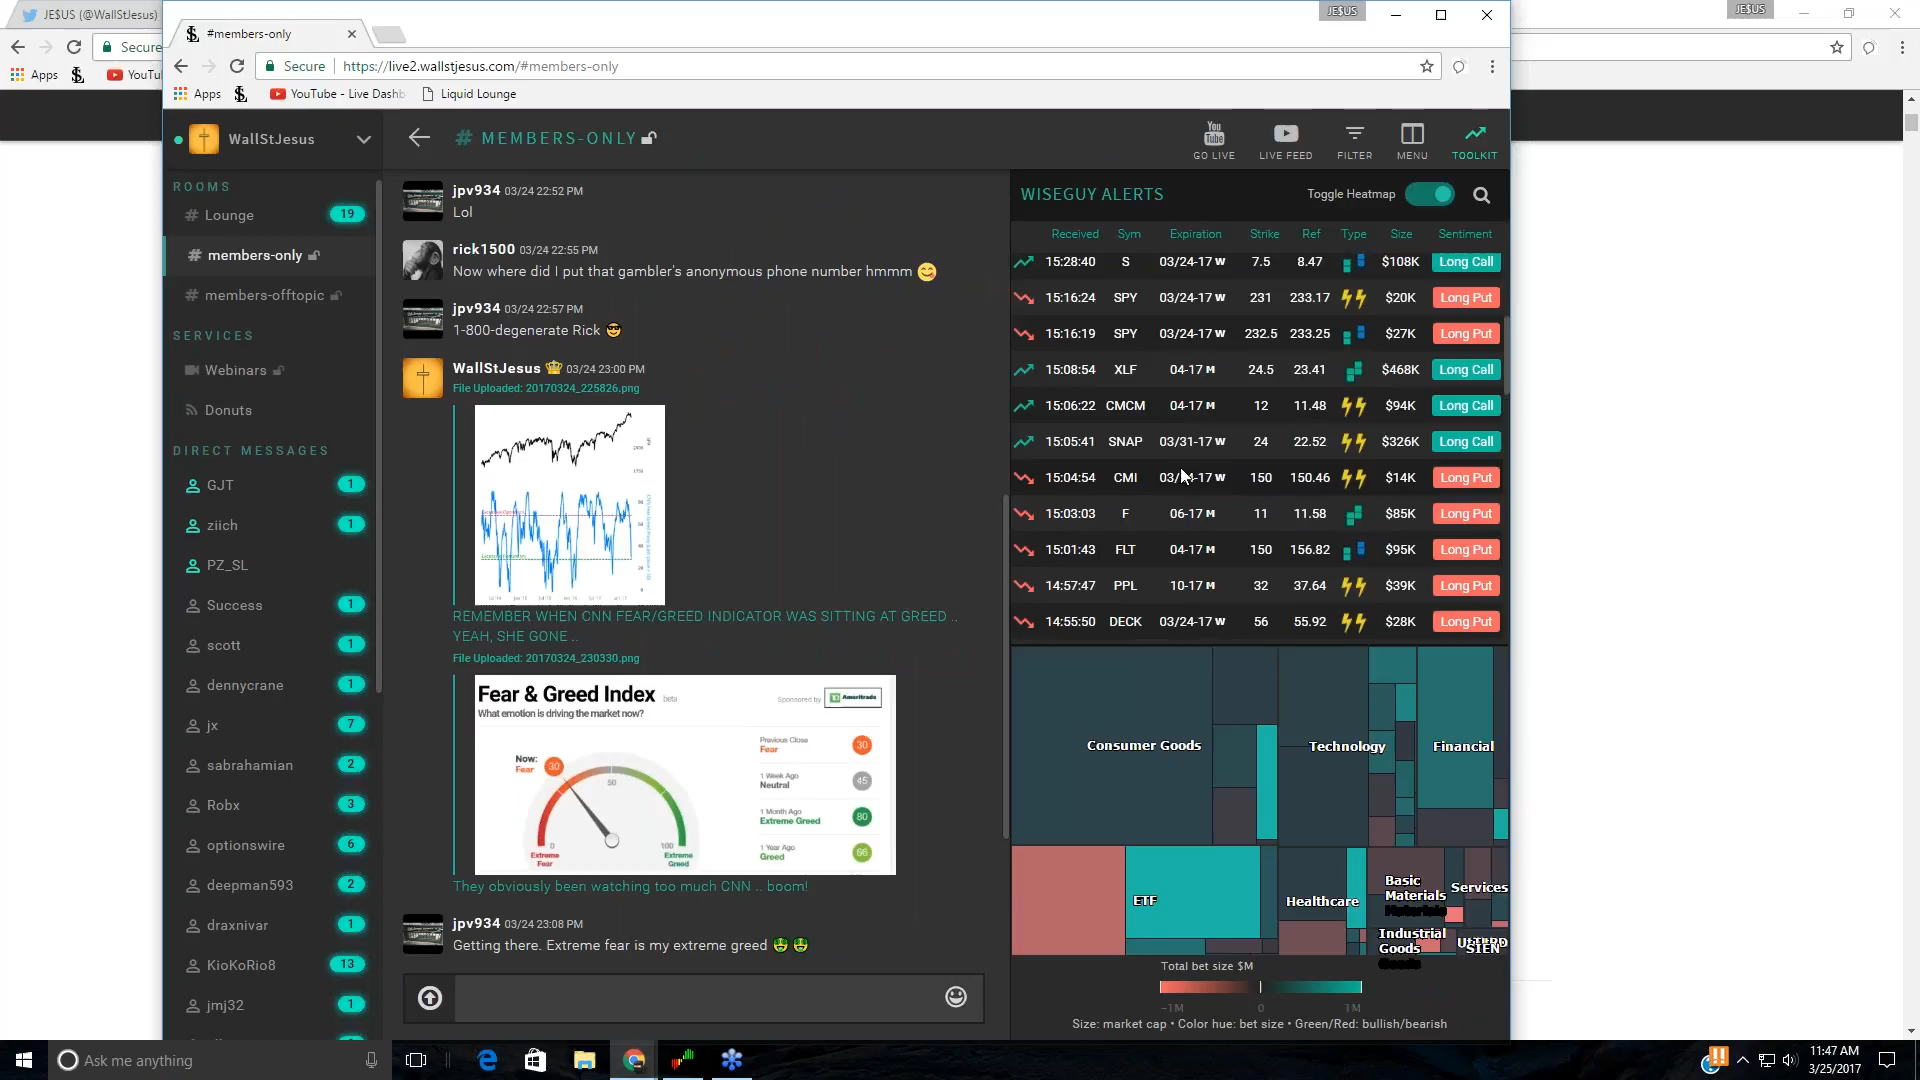 JE$US (@WallStJesus)
JE$US
JE$US
#members-only
Secure
Secure
https://live2.wallstjesus.com/#members-only
Apps
YouTu
Apps
YouTube - Live Dashb
Liquid Lounge
WallStJesus
# MEMBERS-ONLY
You
Tube
GO LIVE
LIVE FEED
FILTER
MENU
TOOLKIT
ROOMS
# Lounge 19
# members-only
# members-offtopic
SERVICES
Webinars
Donuts
DIRECT MESSAGES
GJT 1
ziich 1
PZ_SL
Success 1
scott 1
dennycrane 1
jx 7
sabrahamian 2
Robx 3
optionswire 6
deepman593 2
draxnivar 1
KioKoRio8 13
jmj32 1
jpv934 03/24 22:52 PM
Lol
rick1500 03/24 22:55 PM
Now where did I put that gambler's anonymous phone number hmmm 😋
jpv934 03/24 22:57 PM
1-800-degenerate Rick 😎
WallStJesus 03/24 23:00 PM
File Uploaded: 20170324_225826.png
REMEMBER WHEN CNN FEAR/GREED INDICATOR WAS SITTING AT GREED ..
YEAH, SHE GONE ..
File Uploaded: 20170324_230330.png
Fear & Greed Index beta
What emotion is driving the market now?
Sponsored by Ameritrade
Now:
Fear 30
50
0
100
Extreme
Fear
Extreme
Greed
Previous Close
Fear 30
1 Week Ago
Neutral 45
1 Month Ago
Extreme Greed 80
1 Year Ago
Greed 66
They obviously been watching too much CNN .. boom!
jpv934 03/24 23:08 PM
Getting there. Extreme fear is my extreme greed 🤑 🤑
WISEGUY ALERTS
Toggle Heatmap
Received Sym Expiration Strike Ref Type Size Sentiment
15:28:40 S 03/24-17 W 7.5 8.47 $108K Long Call
15:16:24 SPY 03/24-17 W 231 233.17 $20K Long Put
15:16:19 SPY 03/24-17 W 232.5 233.25 $27K Long Put
15:08:54 XLF 04-17 M 24.5 23.41 $468K Long Call
15:06:22 CMCM 04-17 M 12 11.48 $94K Long Call
15:05:41 SNAP 03/31-17 W 24 22.52 $326K Long Call
15:04:54 CMI 03/ -17 W 150 150.46 $14K Long Put
15:03:03 F 06-17 M 11 11.58 $85K Long Put
15:01:43 FLT 04-17 M 150 156.82 $95K Long Put
14:57:47 PPL 10-17 M 32 37.64 $39K Long Put
14:55:50 DECK 03/24-17 W 56 55.92 $28K Long Put
Consumer Goods
Technology
Financial
ETF
Healthcare
Basic
Materials
Services
Industrial
Goods
Total bet size $M
-1M 0 1M
Size: market cap • Color hue: bet size • Green/Red: bullish/bearish
Ask me anything
11:47 AM
3/25/2017